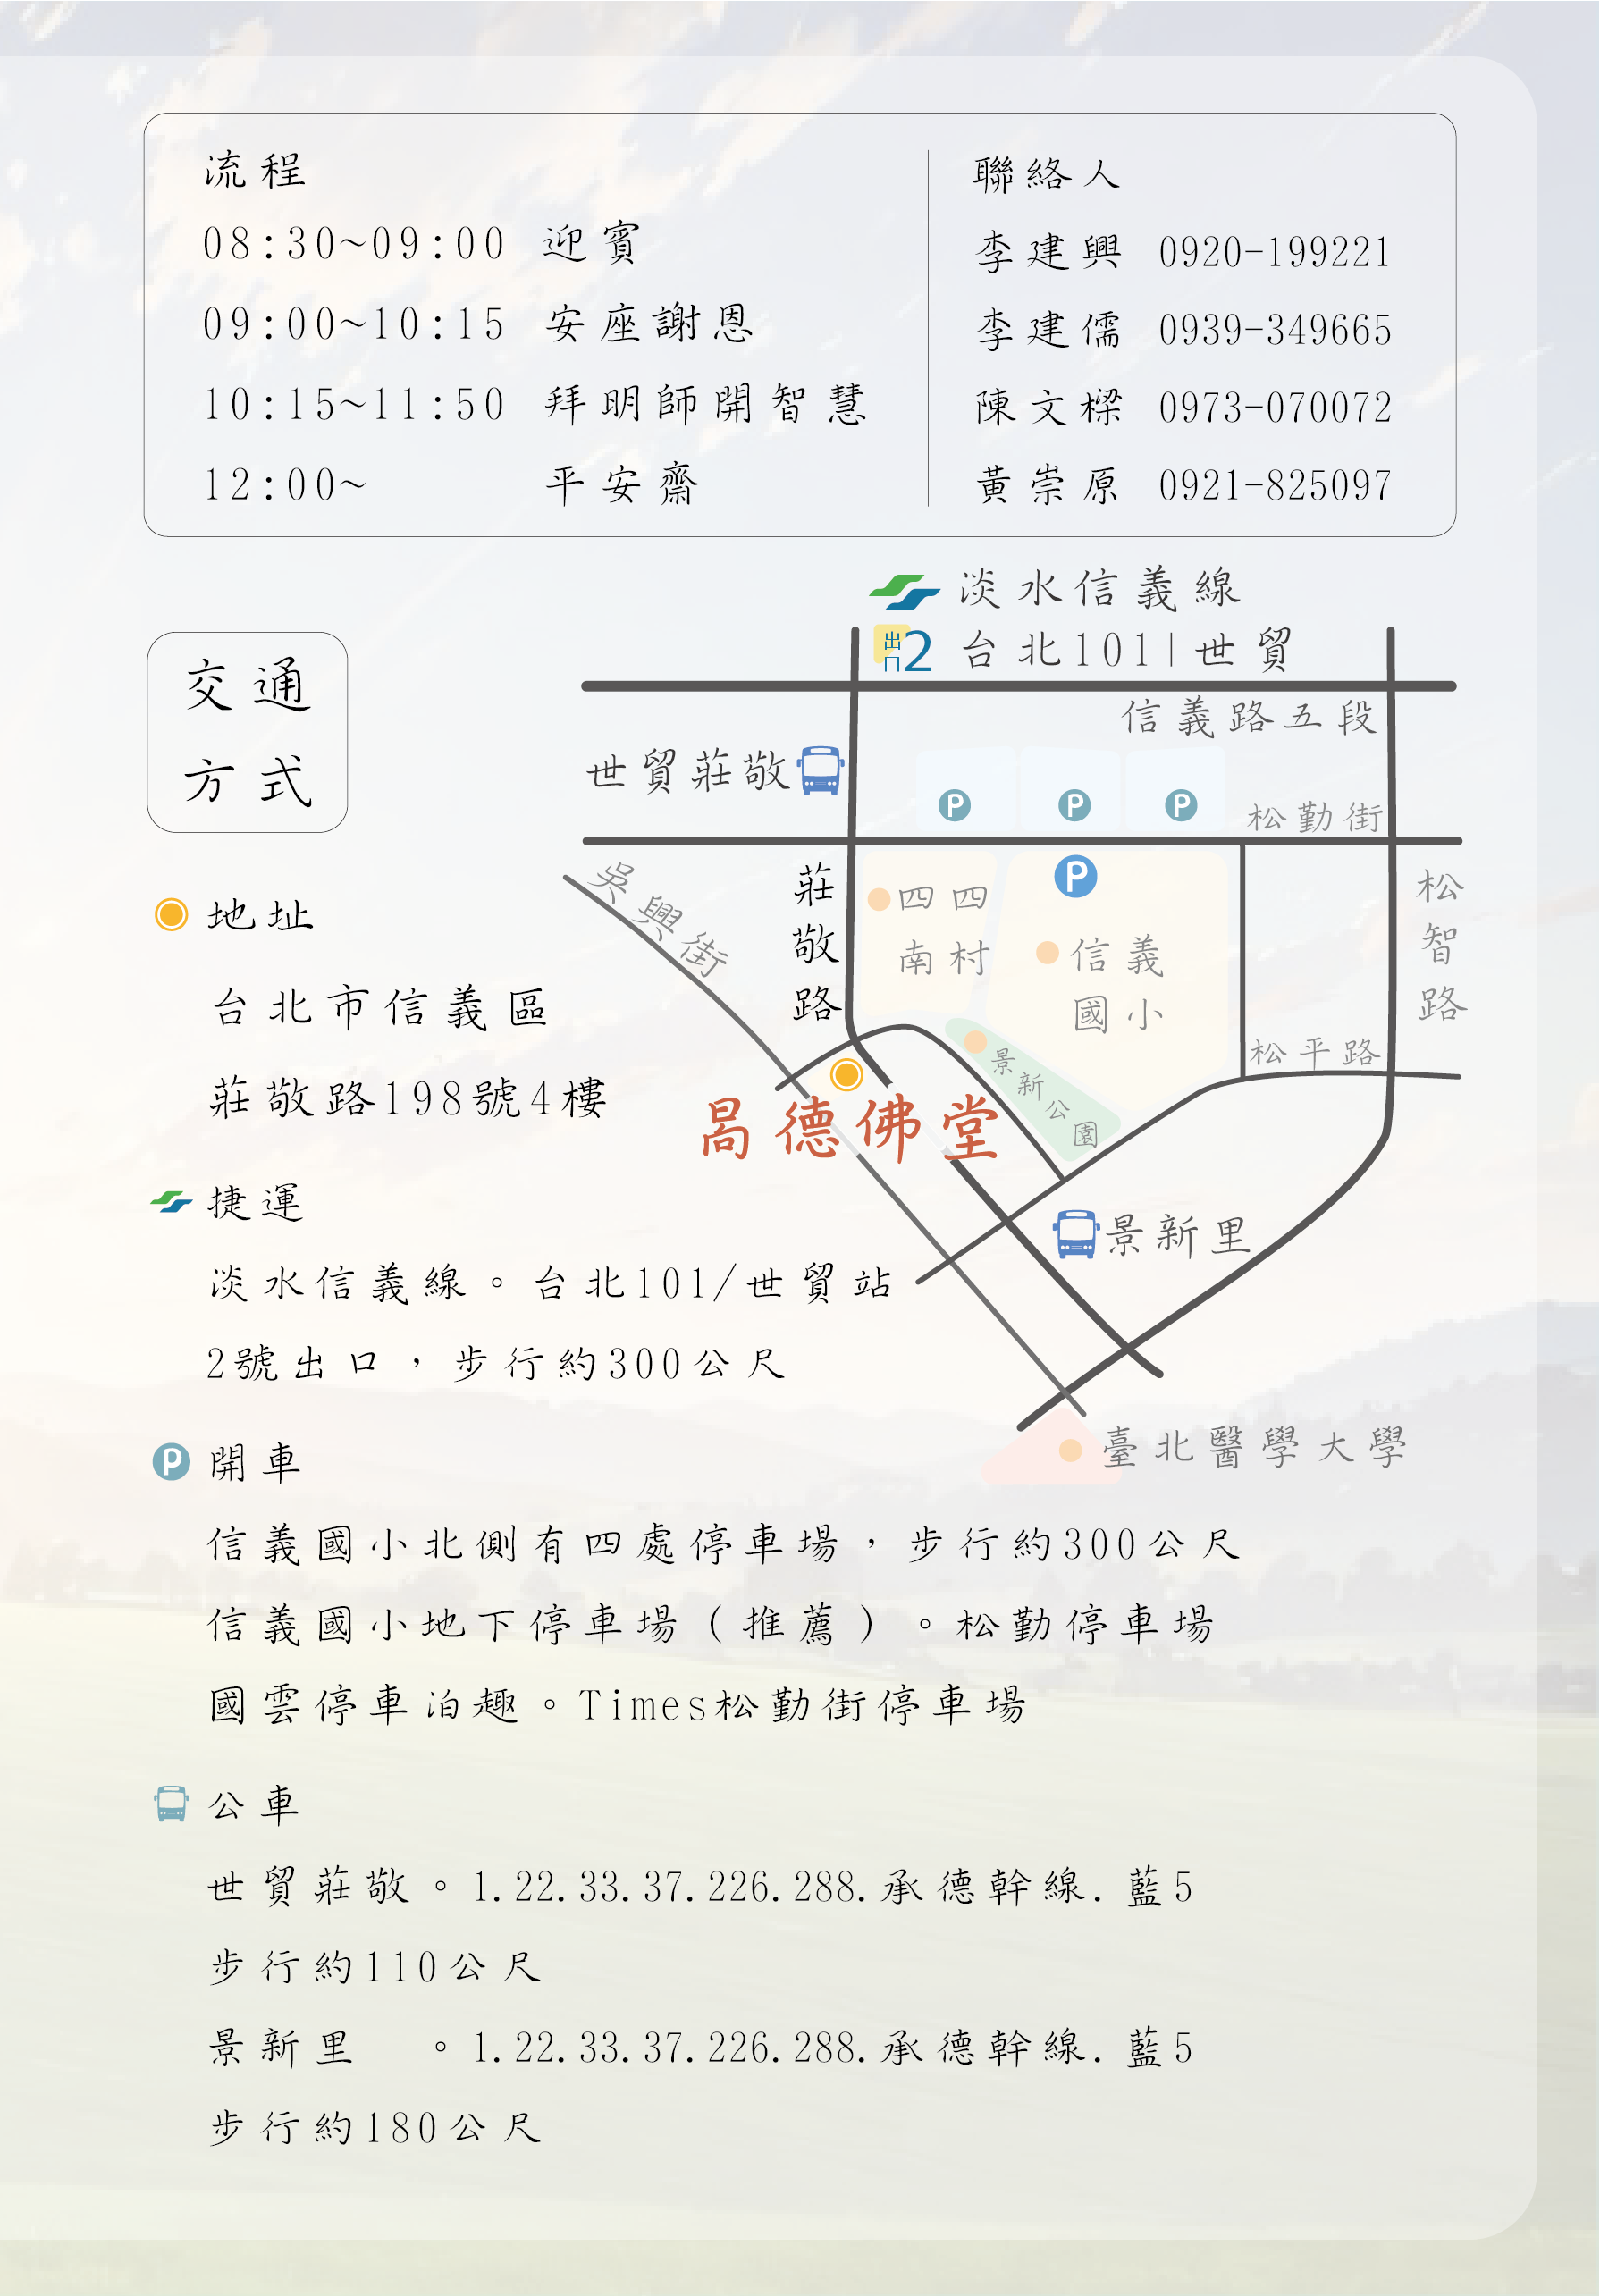 流程
08:30~09:00 迎賓
09:00~10:15 安座謝恩
10:15~11:50 拜明師開智慧
12:00~ 平安齋
聯絡人
李建興 0920-199221
李建儒 0939-349665
陳文樑 0973-070072
黃崇原 0921-825097
交通
方式
淡水信義線
出口2 台北101|世貿
信義路五段
世貿莊敬
P
P
P
松勤街
吳興街
莊敬路
四四
南村
P
信義
國小
松智路
景新公園
松平路
昺德佛堂
景新里
臺北醫學大學
地址
台北市信義區
莊敬路198號4樓
捷運
淡水信義線。台北101/世貿站
2號出口，步行約300公尺
P 開車
信義國小北側有四處停車場，步行約300公尺
信義國小地下停車場（推薦）。松勤停車場
國雲停車泊趣。Times松勤街停車場
公車
世貿莊敬。1.22.33.37.226.288.承德幹線.藍5
步行約110公尺
景新里　。1.22.33.37.226.288.承德幹線.藍5
步行約180公尺